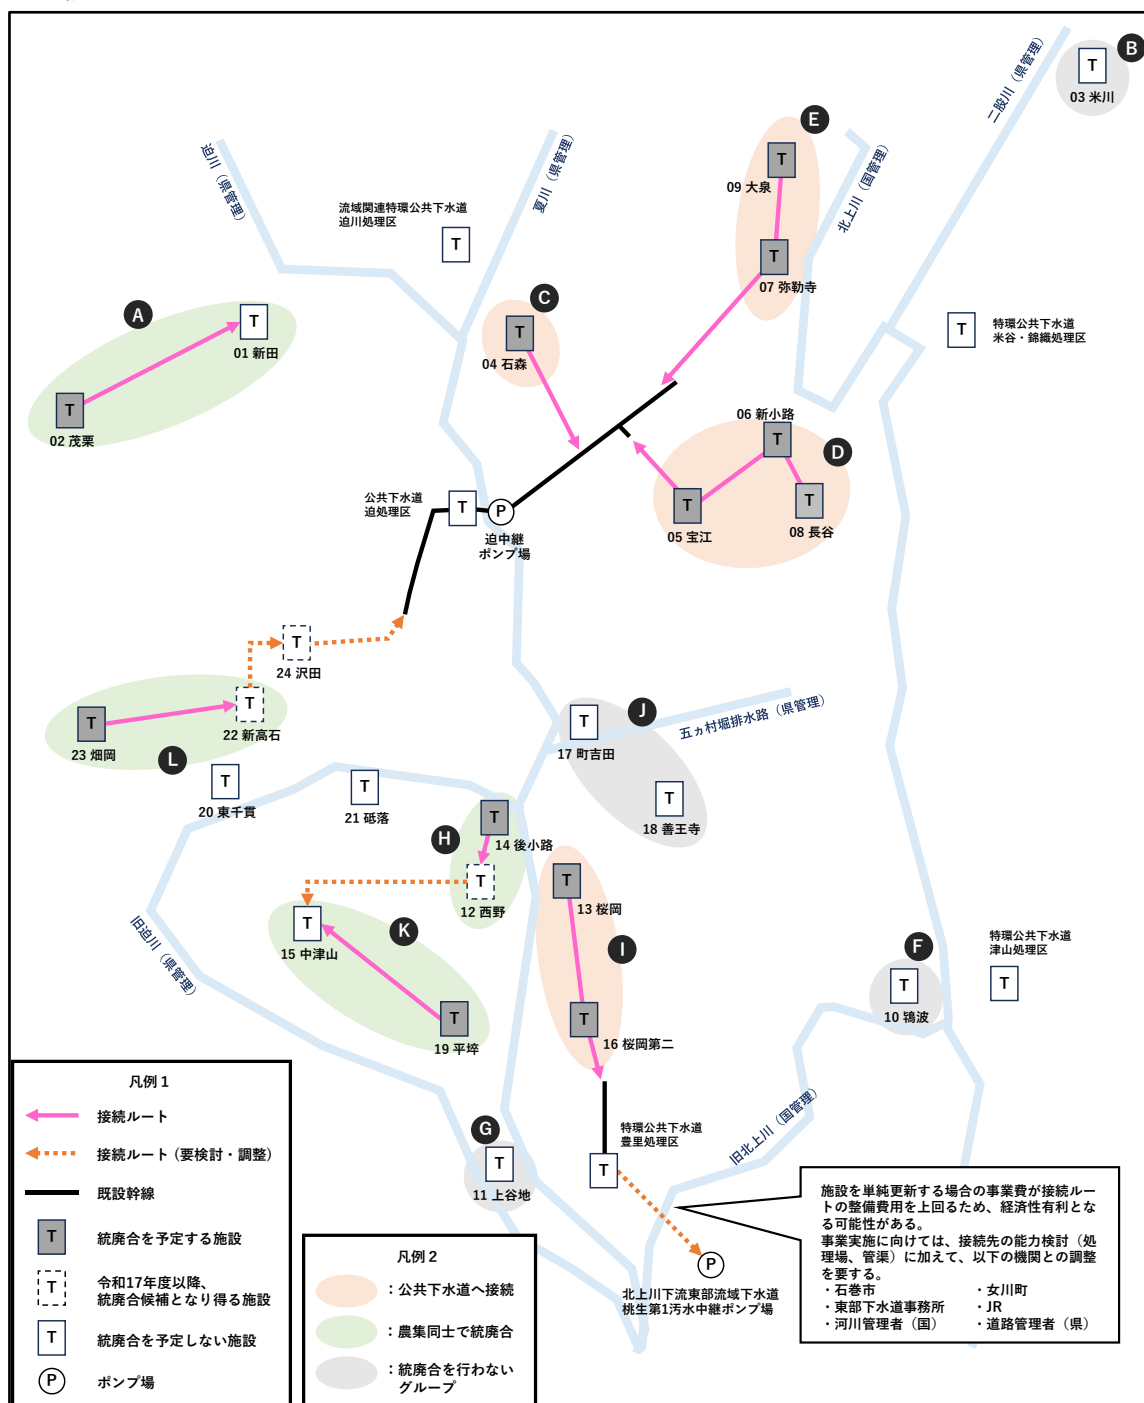 B
T
03 米川
二股川（県管理）
E
T
09 大泉
北上川（国管理）
迫川（県管理）
夏川（県管理）
流域関連特環公共下水道
迫川処理区
T
T
07 弥勒寺
A
T
01 新田
T
02 茂栗
C
T
04 石森
T
特環公共下水道
米谷・錦織処理区
06 新小路
T
D
T
05 宝江
T
08 長谷
公共下水道
迫処理区
T
P
迫中継
ポンプ場
T
24 沢田
T
23 畑岡
T
22 新高石
L
T
17 町吉田
J
五ヵ村堀排水路（県管理）
T
18 善王寺
T
20 東千貫
T
21 砥落
H
T
14 後小路
T
12 西野
T
13 桜岡
I
T
16 桜岡第二
T
15 中津山
K
T
19 平埣
旧迫川（県管理）
F
T
10 鴇波
特環公共下水道
津山処理区
T
G
T
11 上谷地
特環公共下水道
豊里処理区
T
旧北上川（国管理）
P
北上川下流東部流域下水道
桃生第1汚水中継ポンプ場
施設を単純更新する場合の事業費が接続ルー
トの整備費用を上回るため、経済性有利とな
る可能性がある。
事業実施に向けては、接続先の能力検討（処
理場、管渠）に加えて、以下の機関との調整
を要する。
・石巻市 ・女川町
・東部下水道事務所 ・JR
・河川管理者（国） ・道路管理者（県）
凡例 1
接続ルート
接続ルート（要検討・調整）
既設幹線
T 統廃合を予定する施設
T 令和17年度以降、
統廃合候補となり得る施設
T 統廃合を予定しない施設
P ポンプ場
凡例 2
：公共下水道へ接続
：農集同士で統廃合
：統廃合を行わない
グループ